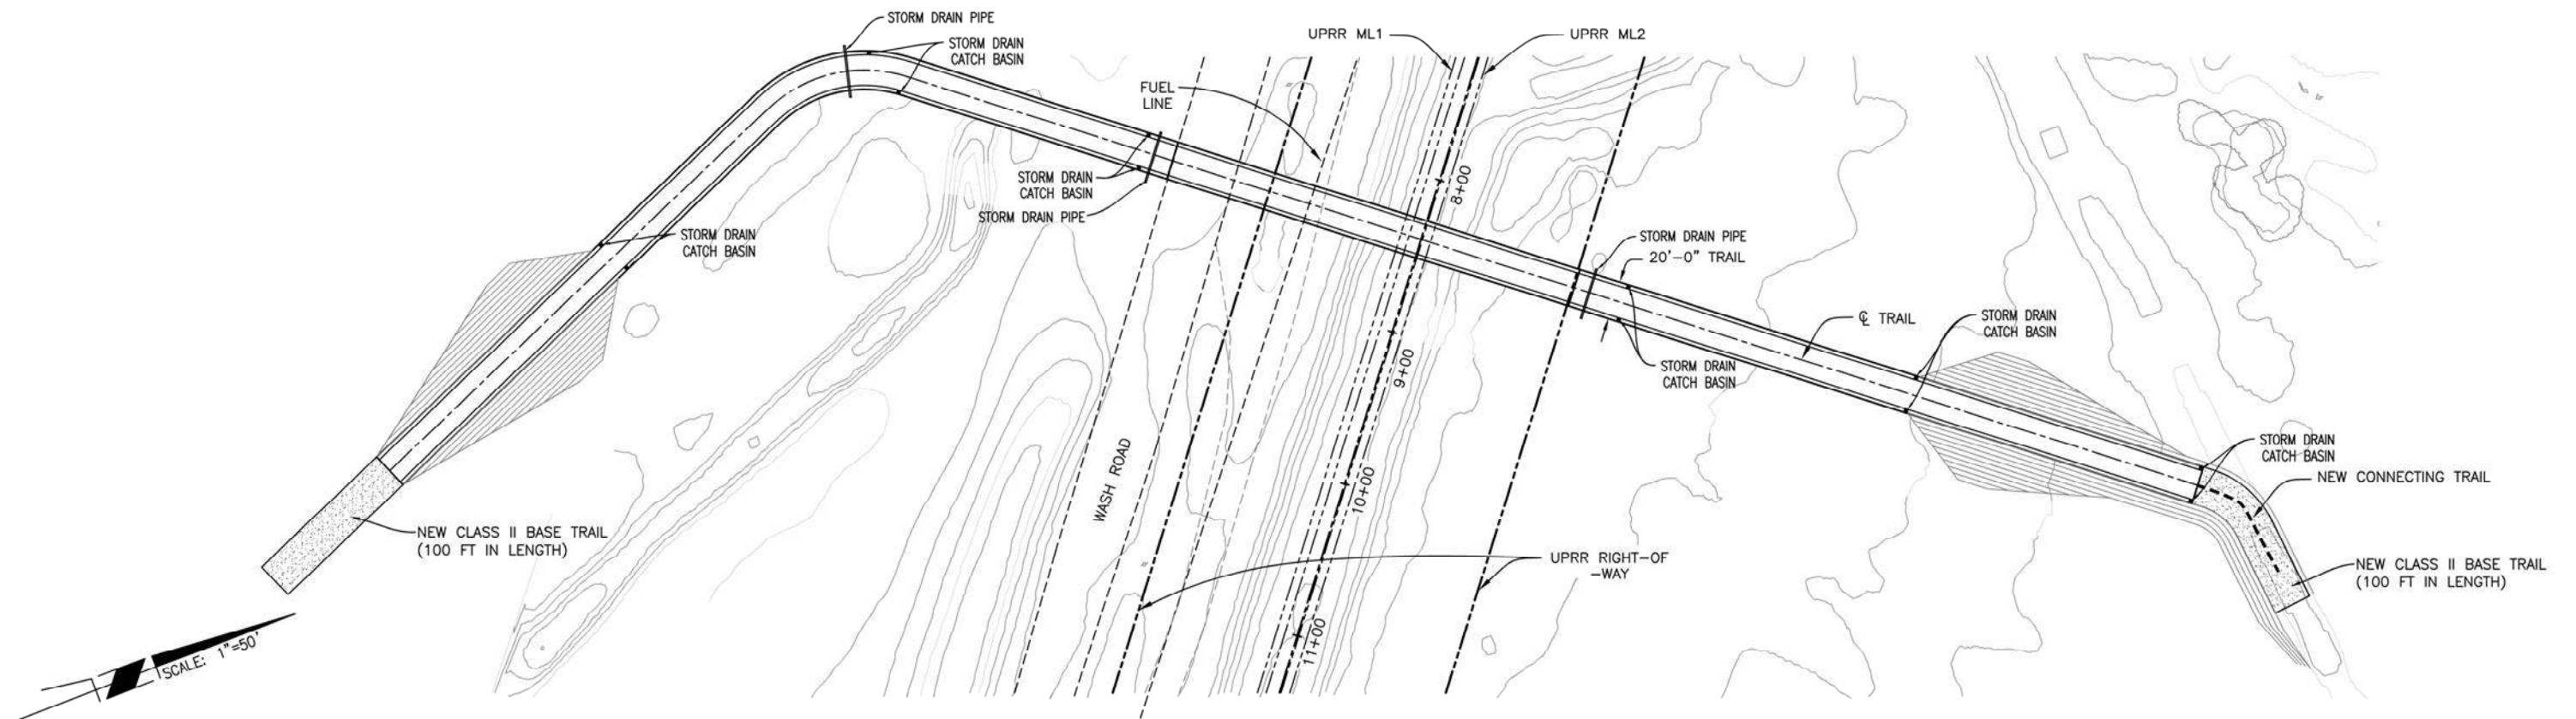 STORM DRAIN PIPE
STORM DRAIN
CATCH BASIN
UPRR ML1
UPRR ML2
FUEL
LINE
STORM DRAIN
CATCH BASIN
STORM DRAIN PIPE
8+00
STORM DRAIN
CATCH BASIN
STORM DRAIN PIPE
20'-0" TRAIL
℄ TRAIL
STORM DRAIN
CATCH BASIN
9+00
STORM DRAIN
CATCH BASIN
STORM DRAIN
CATCH BASIN
NEW CONNECTING TRAIL
WASH ROAD
10+00
NEW CLASS II BASE TRAIL
(100 FT IN LENGTH)
UPRR RIGHT-OF
-WAY
NEW CLASS II BASE TRAIL
(100 FT IN LENGTH)
11+00
SCALE: 1"=50'